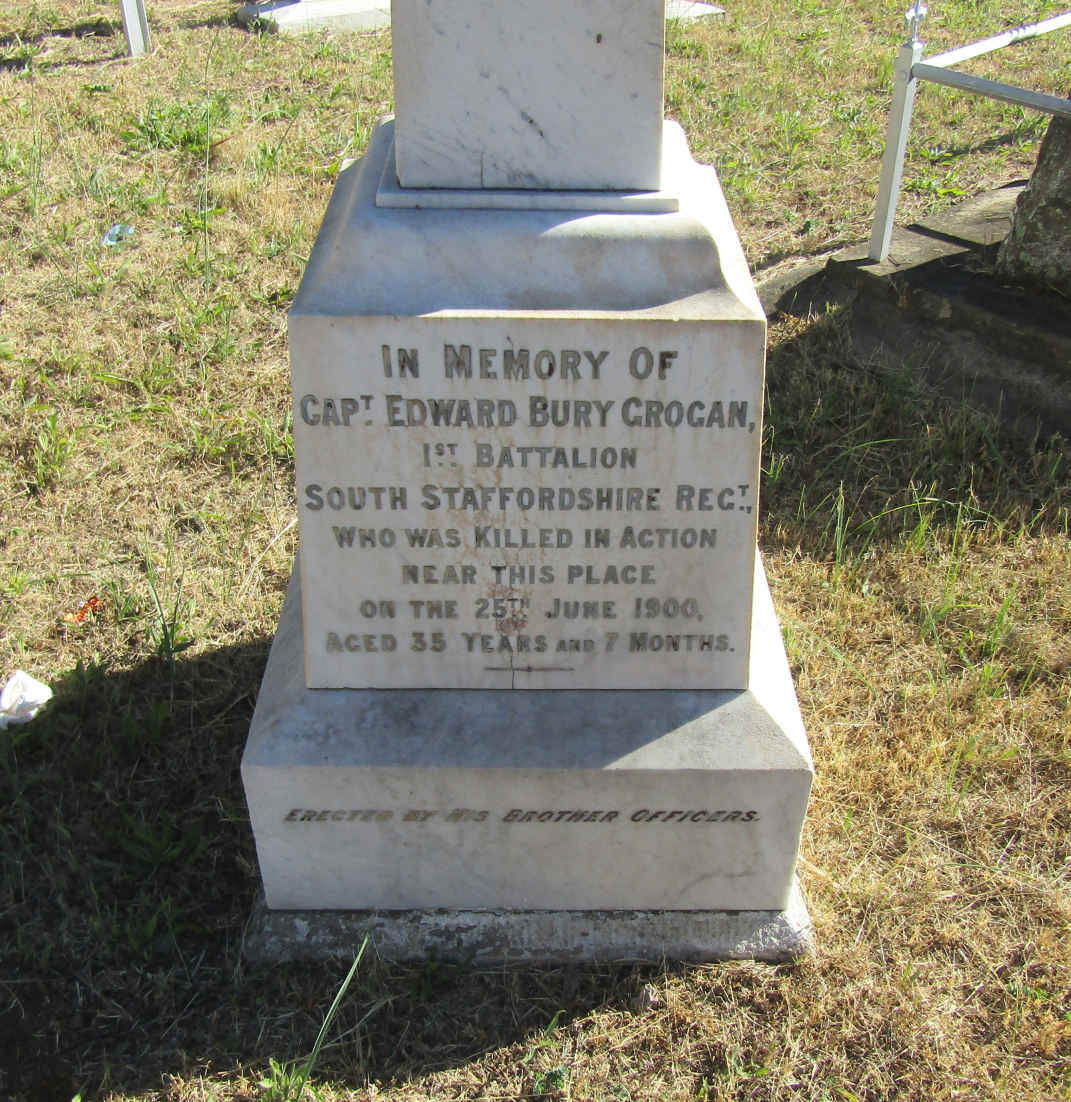 IN MEMORY OF
CAPT. EDWARD BURY GROGAN,
1ST. BATTALION
SOUTH STAFFORDSHIRE REGT.,
WHO WAS KILLED IN ACTION
NEAR THIS PLACE
ON THE 25TH JUNE 1900,
AGED 35 YEARS AND 7 MONTHS.
ERECTED BY HIS BROTHER OFFICERS.